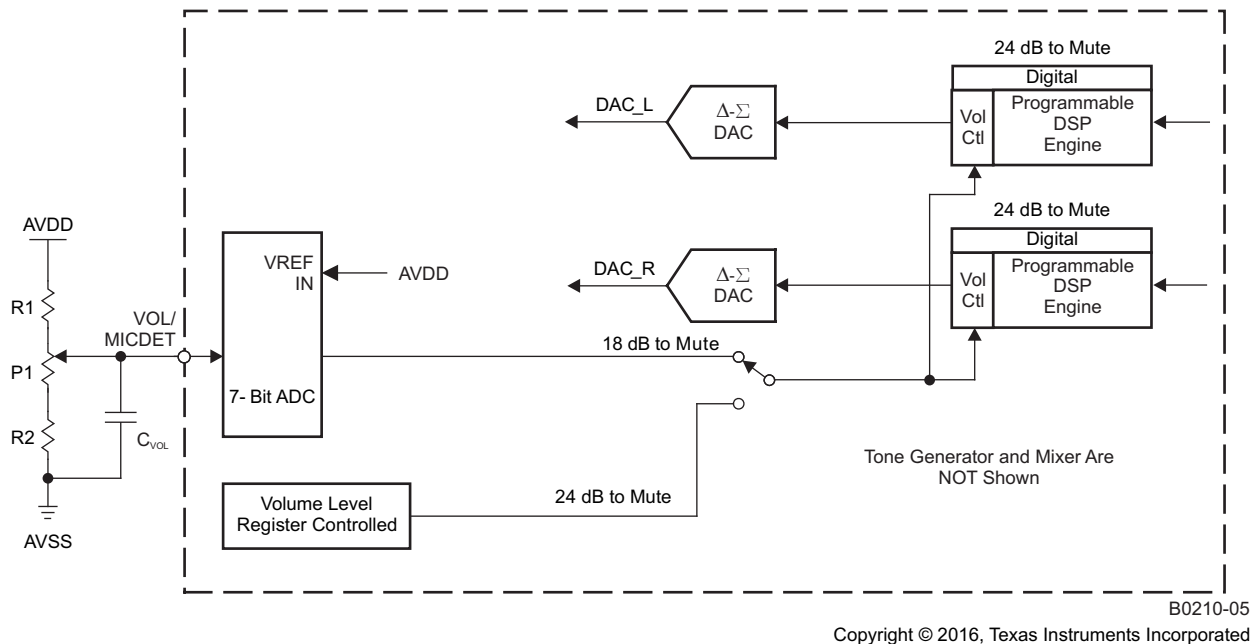 24 dB to Mute
Digital
Vol
Ctl
Programmable
DSP
Engine
DAC_L
Δ-Σ
DAC
24 dB to Mute
Digital
Vol
Ctl
Programmable
DSP
Engine
DAC_R
Δ-Σ
DAC
AVDD
VREF
IN
AVDD
R1
VOL/
MICDET
P1
7- Bit ADC
18 dB to Mute
R2
CVOL
AVSS
Volume Level
Register Controlled
24 dB to Mute
Tone Generator and Mixer Are
NOT Shown
B0210-05
Copyright © 2016, Texas Instruments Incorporated